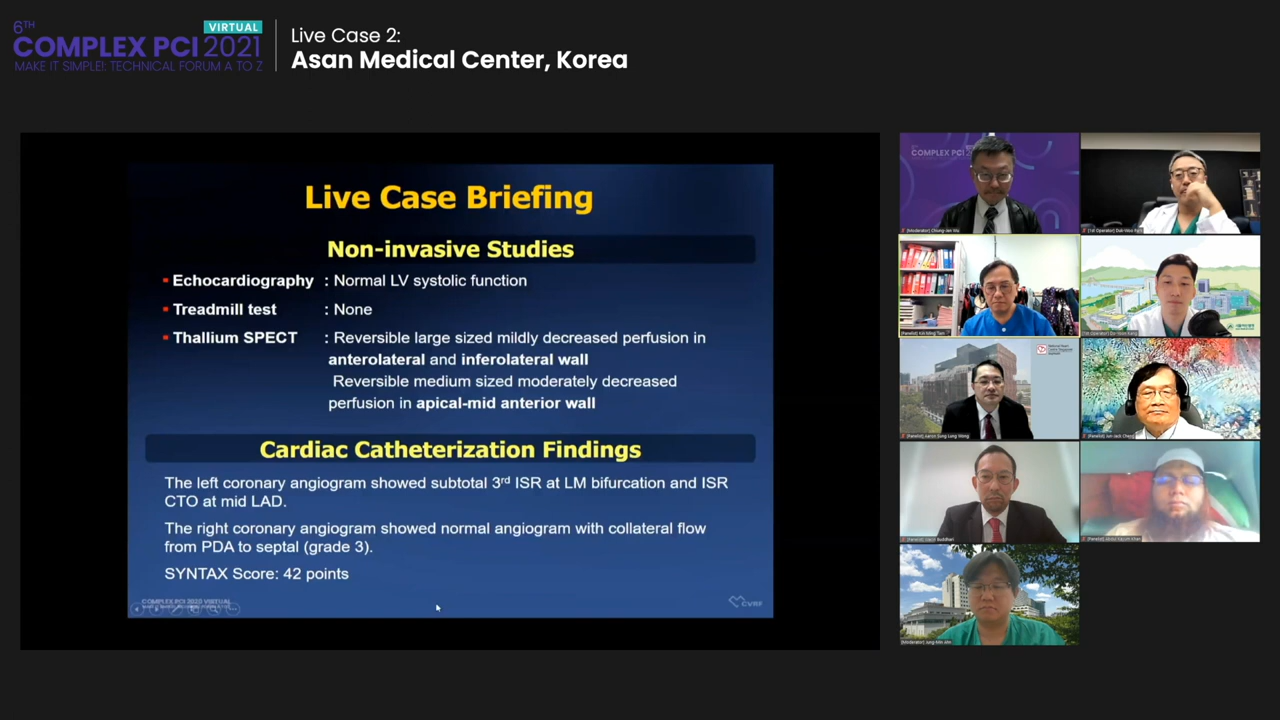 6TH
VIRTUAL
COMPLEX PCI 2021
MAKE IT SIMPLE!: TECHNICAL FORUM A TO Z
Live Case 2:
Asan Medical Center, Korea
Live Case Briefing
Non-invasive Studies
Echocardiography : Normal LV systolic function
Treadmill test : None
Thallium SPECT : Reversible large sized mildly decreased perfusion in
anterolateral and inferolateral wall
Reversible medium sized moderately decreased
perfusion in apical-mid anterior wall
Cardiac Catheterization Findings
The left coronary angiogram showed subtotal 3rd ISR at LM bifurcation and ISR
CTO at mid LAD.
The right coronary angiogram showed normal angiogram with collateral flow
from PDA to septal (grade 3).
SYNTAX Score: 42 points
COMPLEX PCI 2020 VIRTUAL
CVRF
COMPLEX PCI